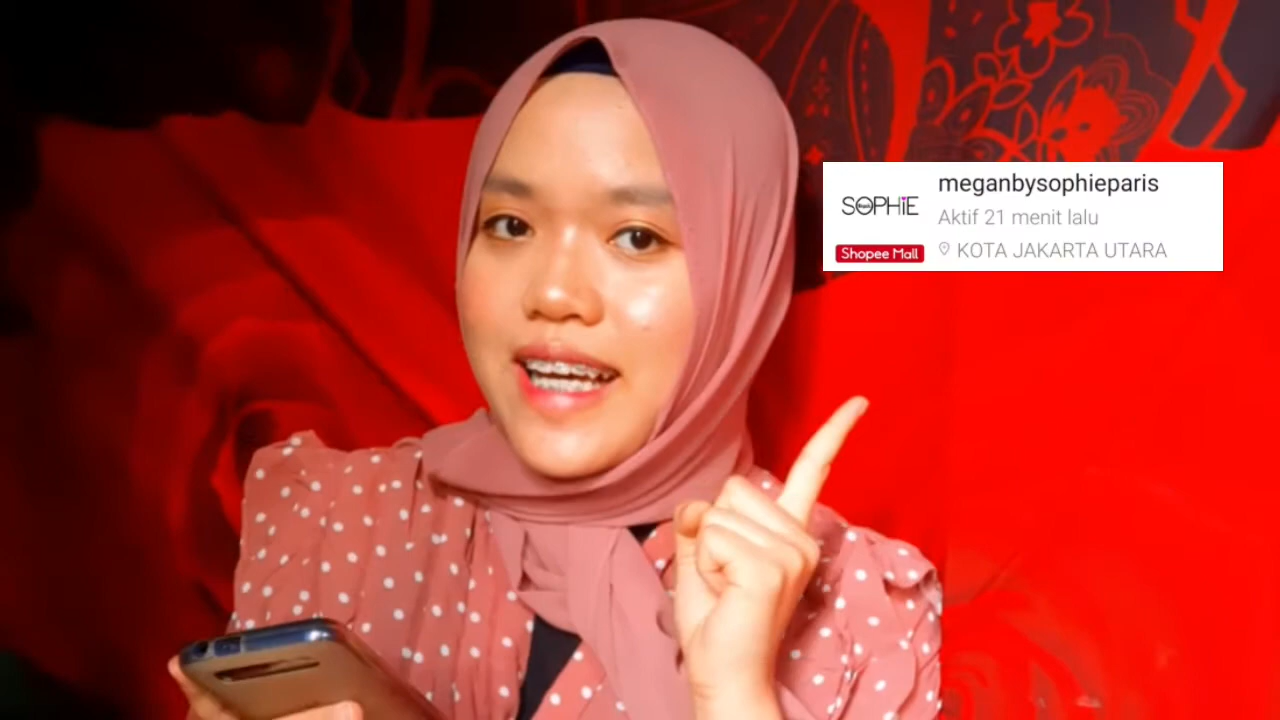 SOPHIE
Shopee Mall
meganbysophieparis
Aktif 21 menit lalu
KOTA JAKARTA UTARA